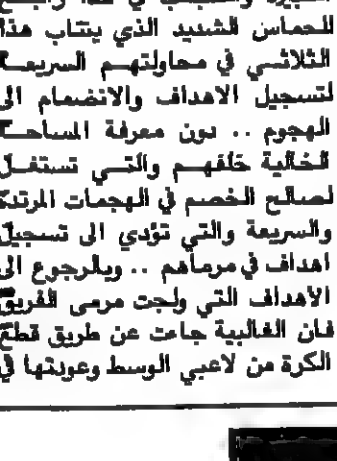 للحماس الشديد الذي ينتاب هذا
الثلاثي في محاولتهم السريعة
لتسجيل الاهداف والانضمام الى
الهجوم .. دون معرفة المساحة
الخالية خلفهم والتي تستغل
لصالح الخصم في الهجمات المرتدة
والسريعة والتي تؤدي الى تسجيل
اهداف في مرماهم .. وبالرجوع الى
الاهداف التي ولجت مرمى الفريق
فان الغالبية جاءت عن طريق قطع
الكرة من لاعبي الوسط وعودتها في